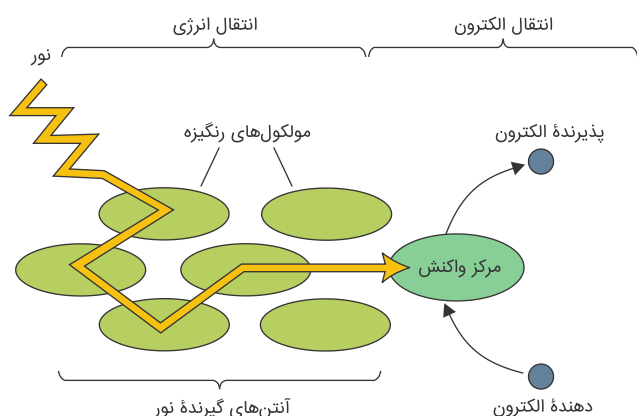 انتقال الکترون
انتقال انرژی
نور
پذیرندهٔ الکترون
مولکول‌های رنگیزه
مرکز واکنش
دهندهٔ الکترون
آنتن‌های گیرندهٔ نور